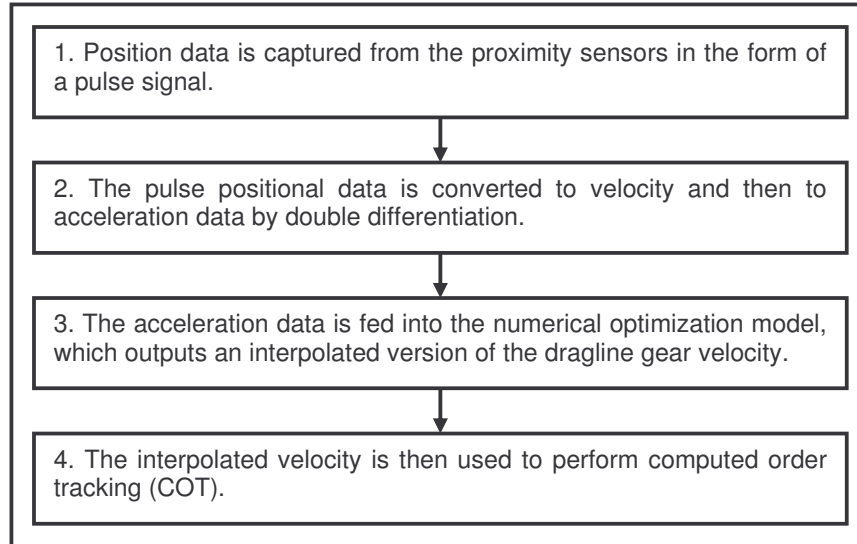 1. Position data is captured from the proximity sensors in the form of
a pulse signal.
2. The pulse positional data is converted to velocity and then to
acceleration data by double differentiation.
3. The acceleration data is fed into the numerical optimization model,
which outputs an interpolated version of the dragline gear velocity.
4. The interpolated velocity is then used to perform computed order
tracking (COT).